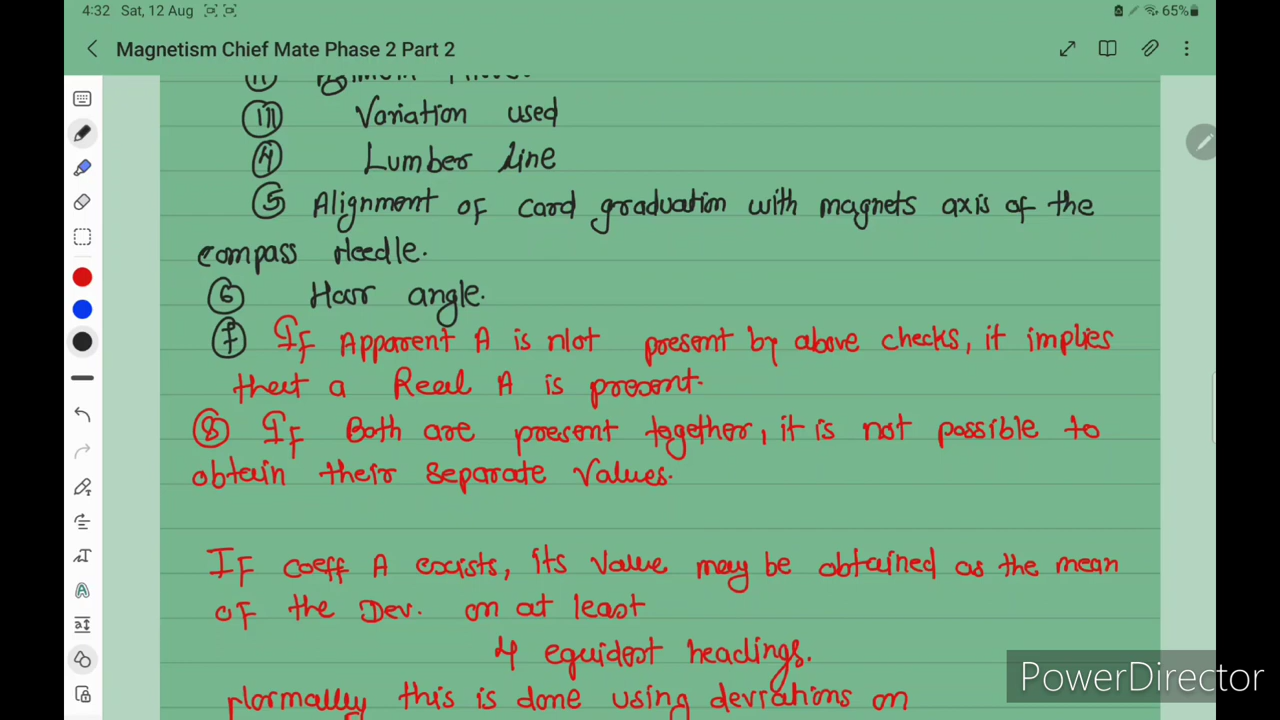 4:32 Sat, 12 Aug
65%
Magnetism Chief Mate Phase 2 Part 2
III Variation used
4 Lumber Line
5 Alignment of card graduation with magnets axis of the
compass Needle.
6 Hour angle.
7 If Apparent A is not present by above checks, it implies
that a Real A is present.
8 If Both are present together, it is not possible to
obtain their separate values.
If coeff A exists, its value may be obtained as the mean
of the Dev. on at least
4 equidist headings.
Normally this is done using deviations on
PowerDirector